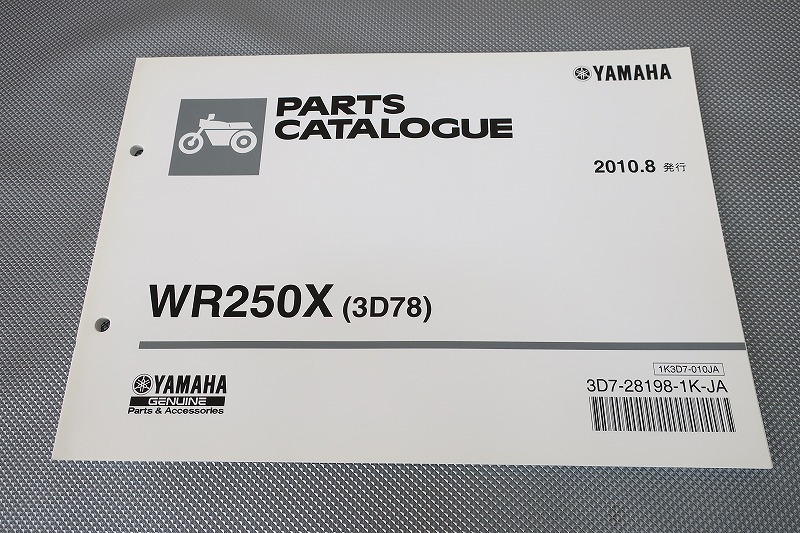 YAMAHA
PARTS
CATALOGUE
2010.8 発行
WR250X (3D78)
1K3D7-010JA
3D7-28198-1K-JA
YAMAHA
GENUINE
Parts & Accessories